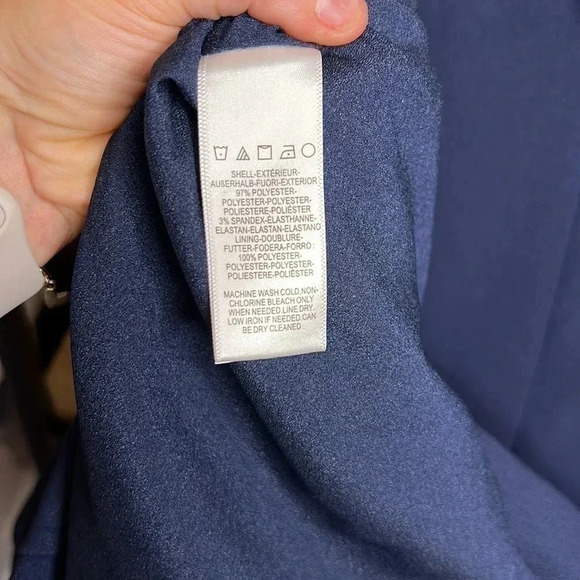 SHELL-EXTÉRIEUR-
AUßERHALB-FUORI-EXTERIOR
97% POLYESTER-
POLYESTER-POLYESTER-
POLIESTERE-POLIÉSTER
3% SPANDEX-ÉLASTHANNE-
ELASTAN-ELASTAN-ELASTANO
LINING-DOUBLURE-
FUTTER-FODERA-FORRO :
100% POLYESTER-
POLYESTER-POLYESTER-
POLIESTERE-POLIÉSTER
MACHINE WASH COLD.NON-
CHLORINE BLEACH ONLY
WHEN NEEDED.LINE DRY.
LOW IRON IF NEEDED.CAN
BE DRY CLEANED